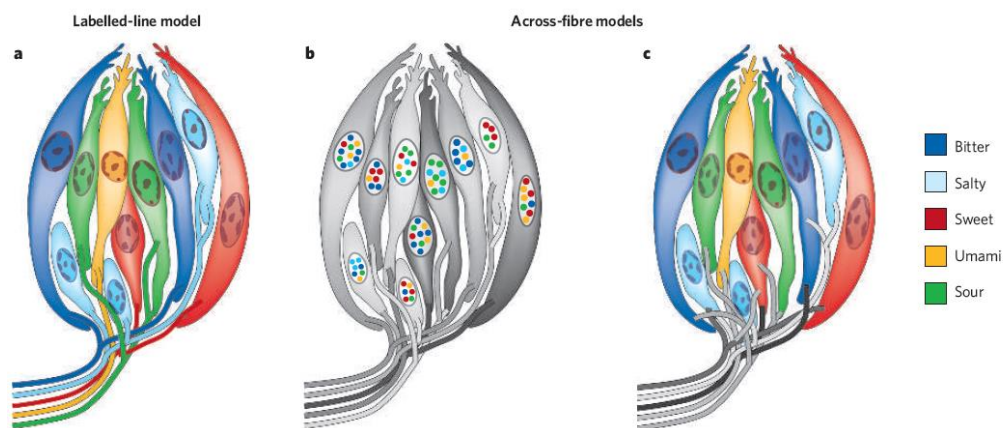 Labelled-line model
Across-fibre models
a
b
c
Bitter
Salty
Sweet
Umami
Sour